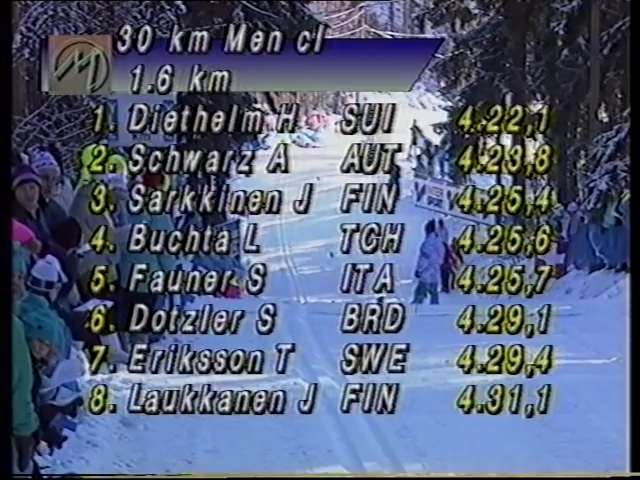 30 km Men cl
1.6 km
1. Diethelm H SUI 4.22,1
2. Schwarz A AUT 4.23,8
3. Sarkkinen J FIN 4.25,4
4. Buchta L TCH 4.25,6
5. Fauner S ITA 4.25,7
6. Dotzler S BRD 4.29,1
7. Eriksson T SWE 4.29,4
8. Laukkanen J FIN 4.31,1